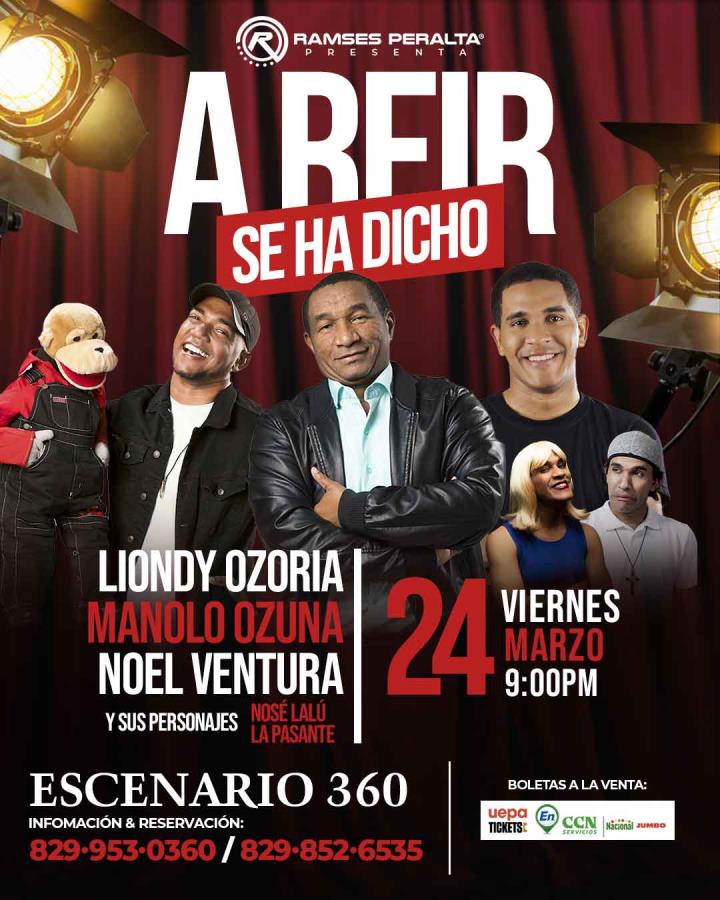 RAMSES PERALTA®
PRESENTA
A REIR
SE HA DICHO
LIONDY OZORIA
MANOLO OZUNA
NOEL VENTURA
Y SUS PERSONAJES
NOSÉ LALÚ
LA PASANTE
24
VIERNES
MARZO
9:00PM
ESCENARIO 360
INFOMACIÓN & RESERVACIÓN:
829•953•0360 / 829•852•6535
BOLETAS A LA VENTA:
uepa
TICKETS
En
CCN
SERVICIOS
Nacional
JUMBO